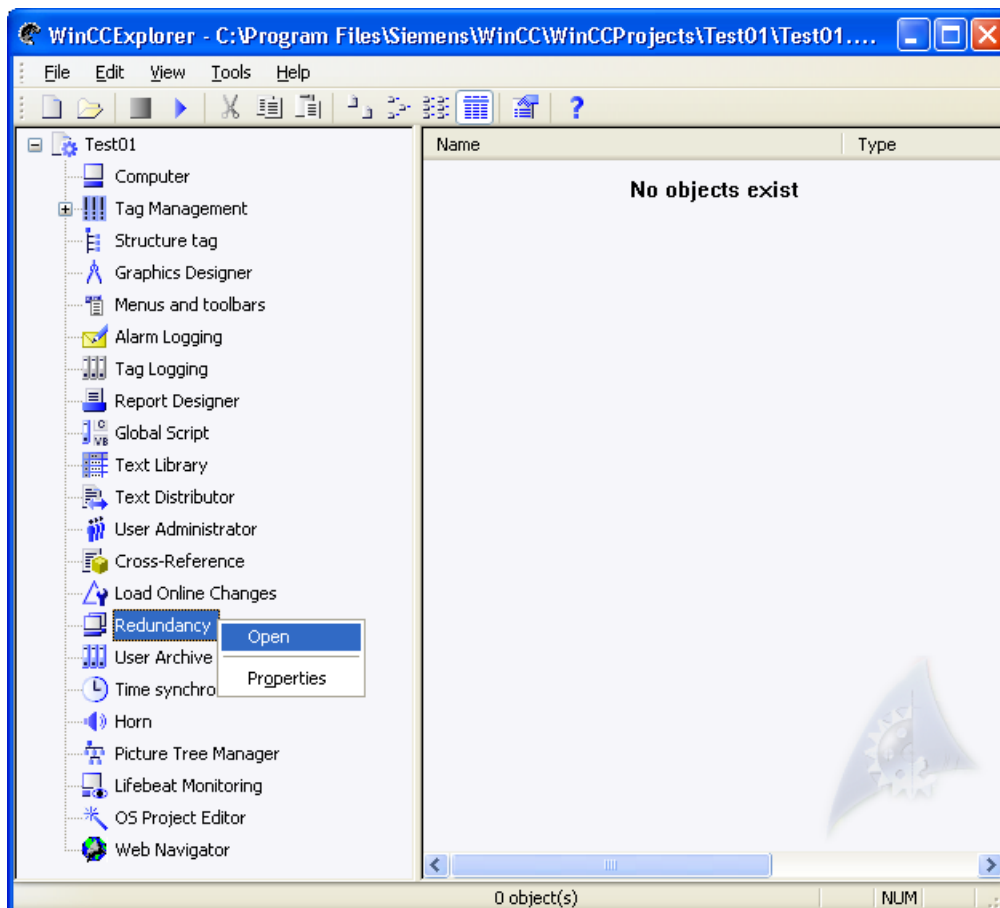 WinCCExplorer - C:\Program Files\Siemens\WinCC\WinCCProjects\Test01\Test01....
File Edit View Tools Help
Test01
Computer
Tag Management
Structure tag
Graphics Designer
Menus and toolbars
Alarm Logging
Tag Logging
Report Designer
Global Script
Text Library
Text Distributor
User Administrator
Cross-Reference
Load Online Changes
Redundancy
User Archive
Time synchro
Horn
Picture Tree Manager
Lifebeat Monitoring
OS Project Editor
Web Navigator
Open
Properties
Name Type
No objects exist
0 object(s) NUM